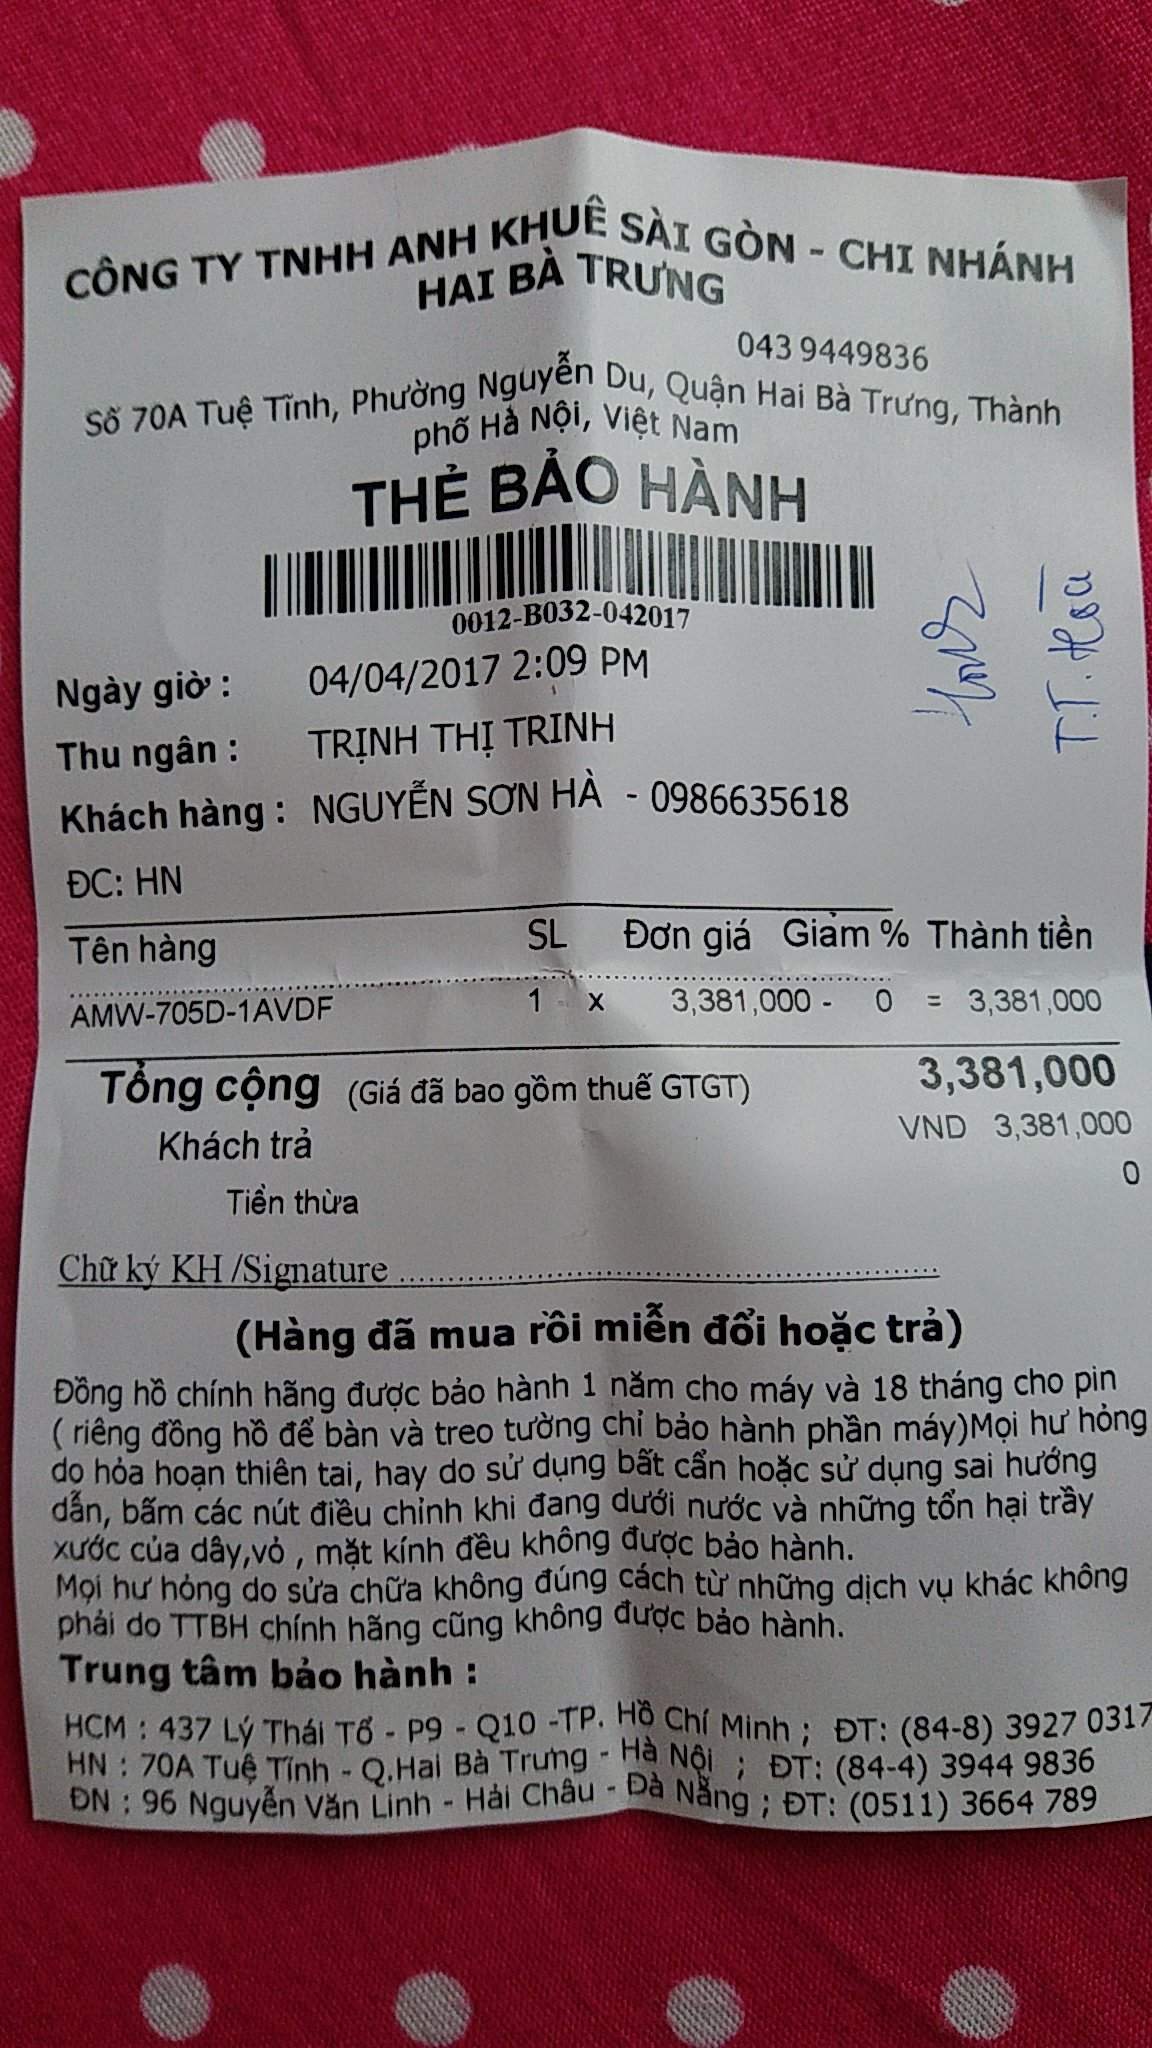 CÔNG TY TNHH ANH KHUÊ SÀI GÒN - CHI NHÁNH
HAI BÀ TRƯNG
043 9449836
Số 70A Tuệ Tĩnh, Phường Nguyễn Du, Quận Hai Bà Trưng, Thành
phố Hà Nội, Việt Nam
THẺ BẢO HÀNH
0012-B032-042017
Ngày giờ : 04/04/2017 2:09 PM
Thu ngân : TRỊNH THỊ TRINH
Khách hàng : NGUYỄN SƠN HÀ - 0986635618
ĐC: HN
Tên hàng SL Đơn giá Giảm % Thành tiền
AMW-705D-1AVDF 1 x 3,381,000 - 0 = 3,381,000
Tổng cộng (Giá đã bao gồm thuế GTGT) 3,381,000
Khách trả VND 3,381,000
Tiền thừa 0
Chữ ký KH /Signature ..........
(Hàng đã mua rồi miễn đổi hoặc trả)
Đồng hồ chính hãng được bảo hành 1 năm cho máy và 18 tháng cho pin
( riêng đồng hồ để bàn và treo tường chỉ bảo hành phần máy)Mọi hư hỏng
do hỏa hoạn thiên tai, hay do sử dụng bất cẩn hoặc sử dụng sai hướng
dẫn, bấm các nút điều chỉnh khi đang dưới nước và những tổn hại trầy
xước của dây,vỏ , mặt kính đều không được bảo hành.
Mọi hư hỏng do sửa chữa không đúng cách từ những dịch vụ khác không
phải do TTBH chính hãng cũng không được bảo hành.
Trung tâm bảo hành :
HCM : 437 Lý Thái Tổ - P9 - Q10 -TP. Hồ Chí Minh ; ĐT: (84-8) 3927 0317
HN : 70A Tuệ Tĩnh - Q.Hai Bà Trưng - Hà Nội ; ĐT: (84-4) 3944 9836
ĐN : 96 Nguyễn Văn Linh - Hải Châu - Đà Nẵng ; ĐT: (0511) 3664 789